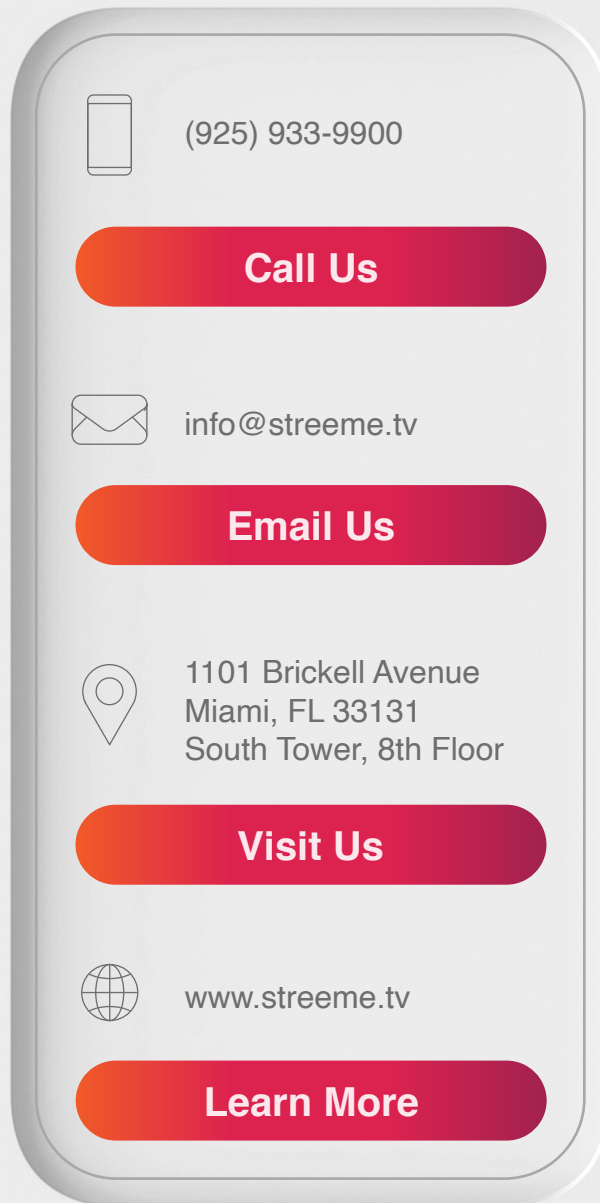 (925) 933-9900
Call Us
info@streeme.tv
Email Us
1101 Brickell Avenue
Miami, FL 33131
South Tower, 8th Floor
Visit Us
www.streeme.tv
Learn More